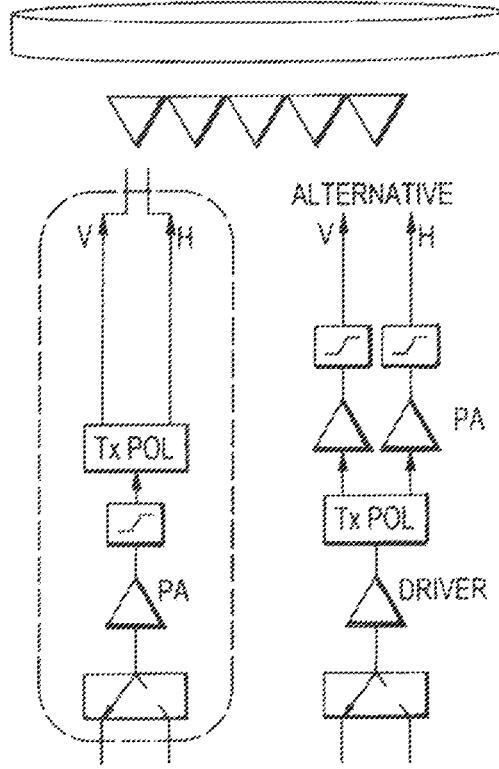 ALTERNATIVE
V H
V H
PA
Tx POL
Tx POL
PA
DRIVER